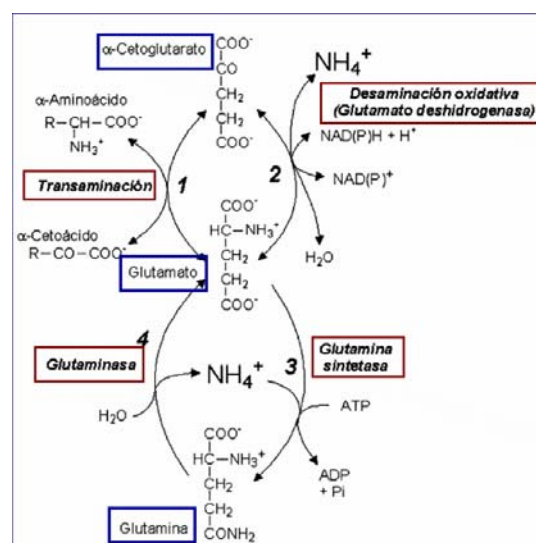 α-Cetoglutarato
COO⁻
CO
CH₂
CH₂
COO⁻
NH₄⁺
Desaminación oxidativa
(Glutamato deshidrogenasa)
α-Aminoácido
R–CH–COO⁻
NH₃⁺
NAD(P)H + H⁺
Transaminación
1
2
NAD(P)⁺
α-Cetoácido
R–CO–COO⁻
H₂O
Glutamato
COO⁻
HC–NH₃⁺
CH₂
CH₂
COO⁻
4
Glutaminasa
NH₄⁺
3
Glutamina
sintetasa
H₂O
ATP
ADP
+ Pi
Glutamina
COO⁻
HC–NH₃⁺
CH₂
CH₂
CONH₂